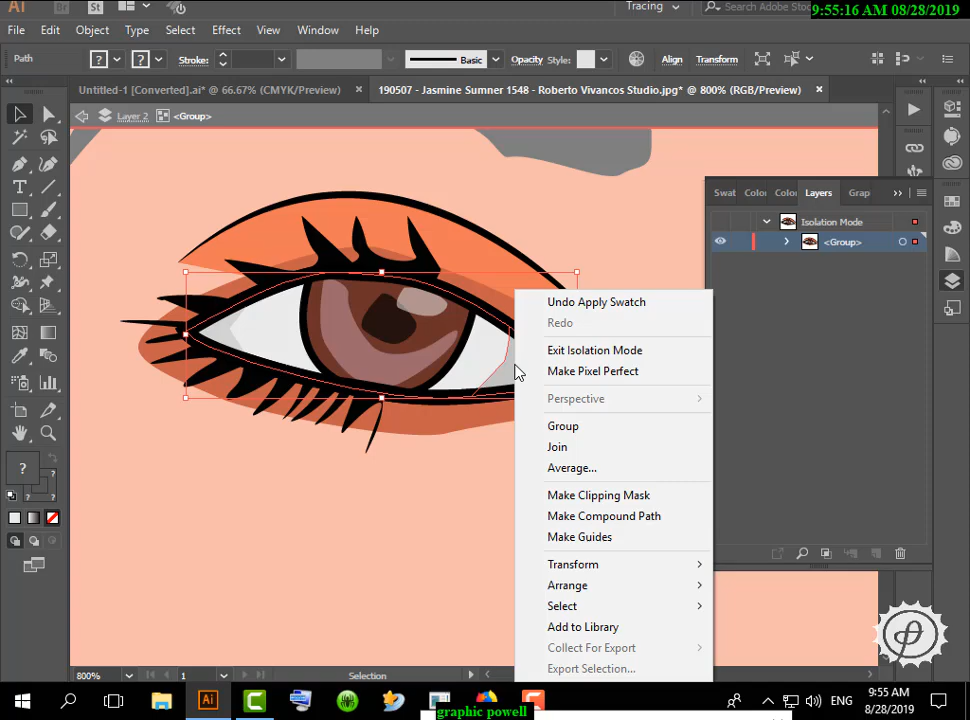 Ai Br St Tracing Search Adobe
9:55:16 AM 08/28/2019
File Edit Object Type Select Effect View Window Help
Path ? ? Stroke: Basic Opacity Style: Align Transform
Untitled-1 [Converted].ai* @ 66.67% (CMYK/Preview) ×
190507 - Jasmine Sumner 1548 - Roberto Vivancos Studio.jpg* @ 800% (RGB/Preview) ×
Layer 2 <Group>
Swat Color Color Layers Grap
Isolation Mode
<Group>
Undo Apply Swatch
Redo
Exit Isolation Mode
Make Pixel Perfect
Perspective
Group
Join
Average...
Make Clipping Mask
Make Compound Path
Make Guides
Transform
Arrange
Select
Add to Library
Collect For Export
Export Selection...
?
800% 1 Selection
Ai ENG 9:55 AM
8/28/2019
graphic powell